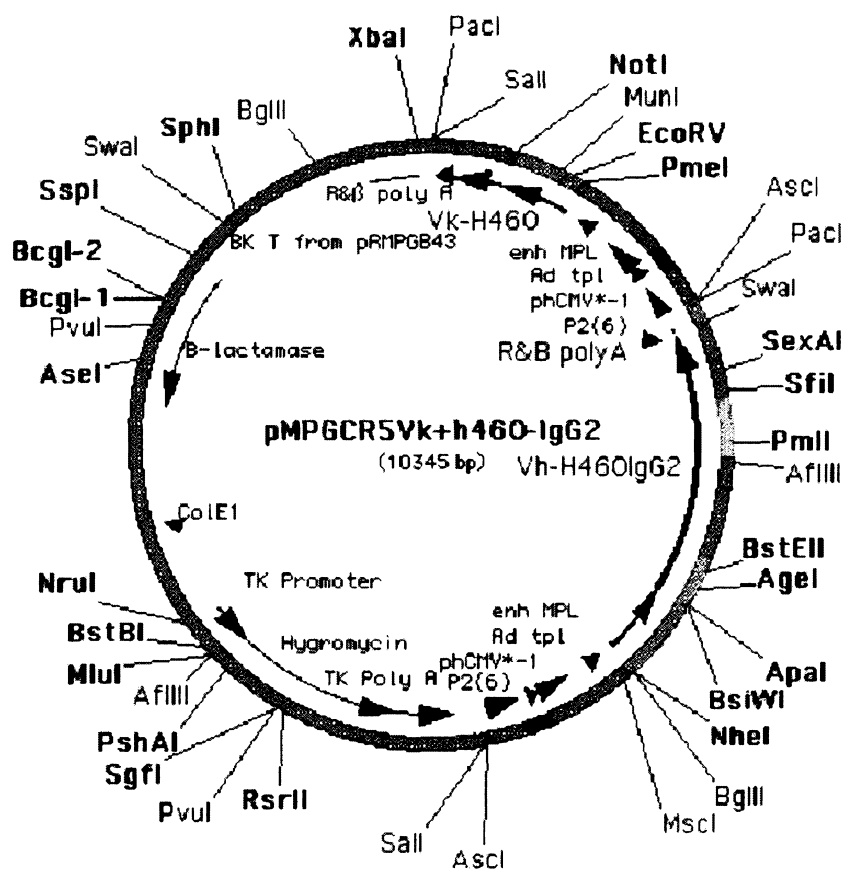 XbaI
PacI
SalI
NotI
MunI
EcoRV
PmeI
AscI
PacI
SwaI
SexAI
SfiI
PmlI
AflIII
BstEII
AgeI
ApaI
BsiWI
NheI
BglII
MscI
AscI
SalI
RsrII
PvuI
SgfI
PshAI
AflIII
MluI
BstBI
NruI
AseI
PvuI
BcgI-1
BcgI-2
SspI
SwaI
SphI
BglII
R&β poly A
Vk-H460
BK T from pRMPGB43
enh MPL
Ad tpl
phCMV*-1
P2(6)
R&B polyA
B-lactamase
pMPGCR5Vk+h460-IgG2
(10345 bp)
Vh-H460IgG2
ColE1
TK Promoter
Hygromycin
TK Poly A
enh MPL
Ad tpl
phCMV*-1
P2(6)